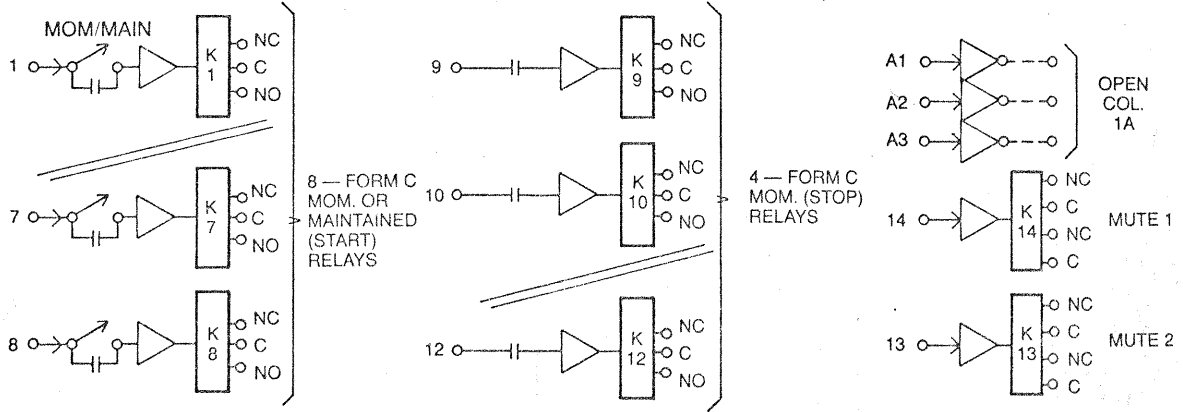 MOM/MAIN
1
K
1
NC
C
NO
7
K
7
NC
C
NO
8
K
8
NC
C
NO
8 — FORM C
MOM. OR
MAINTAINED
(START)
RELAYS
9
K
9
NC
C
NO
10
K
10
NC
C
NO
12
K
12
NC
C
NO
4 — FORM C
MOM. (STOP)
RELAYS
A1
A2
A3
OPEN
COL.
1A
14
K
14
NC
C
NC
C
MUTE 1
13
K
13
NC
C
NC
C
MUTE 2